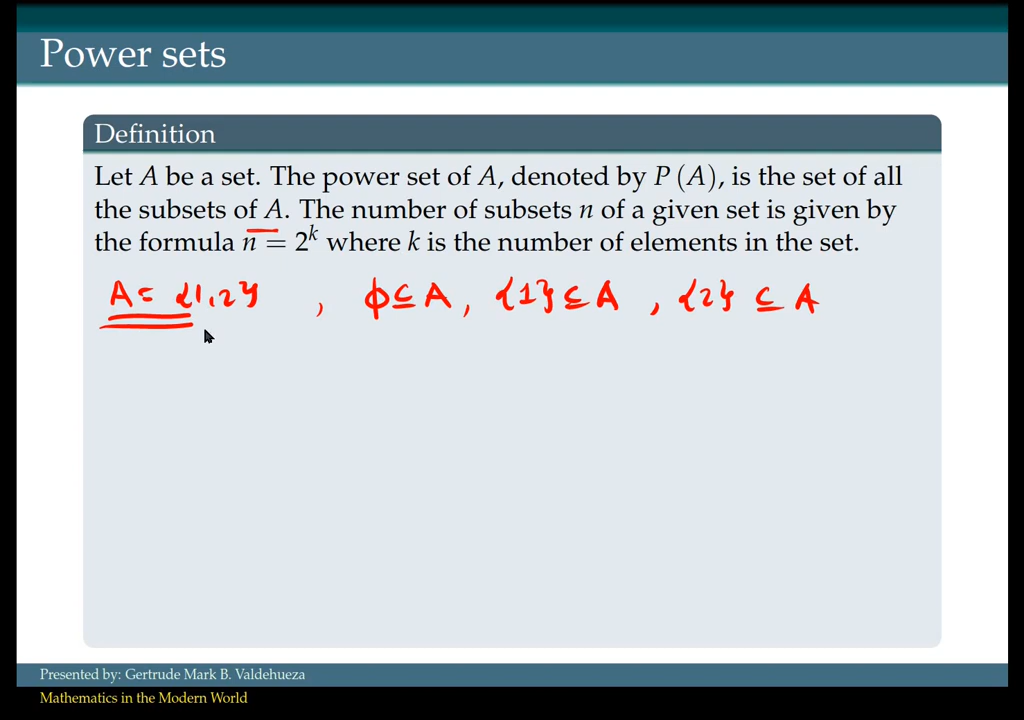 Power sets
Definition
Let A be a set. The power set of A, denoted by P (A), is the set of all
the subsets of A. The number of subsets n of a given set is given by
the formula n = 2^k where k is the number of elements in the set.
A = {1,2} , ϕ ⊆ A, {1} ⊆ A , {2} ⊆ A
Presented by: Gertrude Mark B. Valdehueza
Mathematics in the Modern World